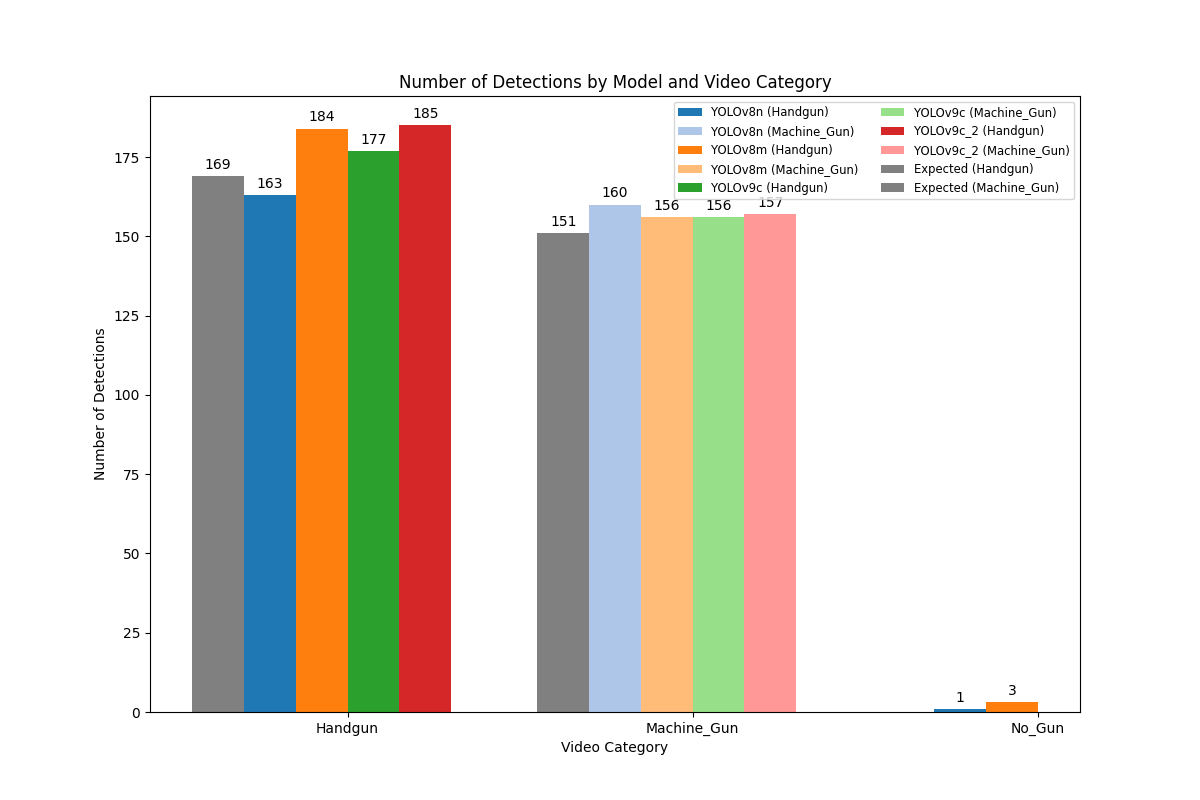 Number of Detections by Model and Video Category
YOLOv8n (Handgun)
YOLOv8n (Machine_Gun)
YOLOv8m (Handgun)
YOLOv8m (Machine_Gun)
YOLOv9c (Handgun)
YOLOv9c (Machine_Gun)
YOLOv9c_2 (Handgun)
YOLOv9c_2 (Machine_Gun)
Expected (Handgun)
Expected (Machine_Gun)
Number of Detections
175
150
125
100
75
50
25
0
169
163
184
177
185
151
160
156
156
157
1
3
Handgun
Machine_Gun
No_Gun
Video Category